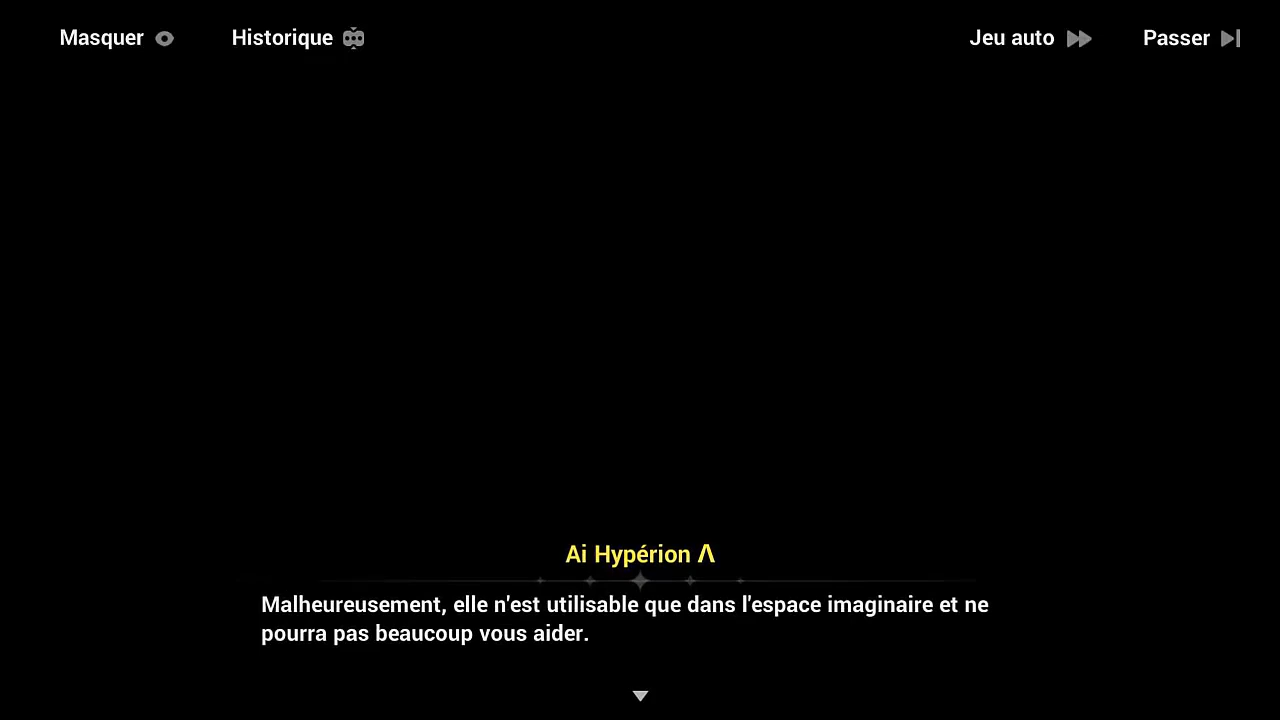 Masquer
Historique
Jeu auto
Passer
Ai Hypérion Λ
Malheureusement, elle n'est utilisable que dans l'espace imaginaire et ne
pourra pas beaucoup vous aider.